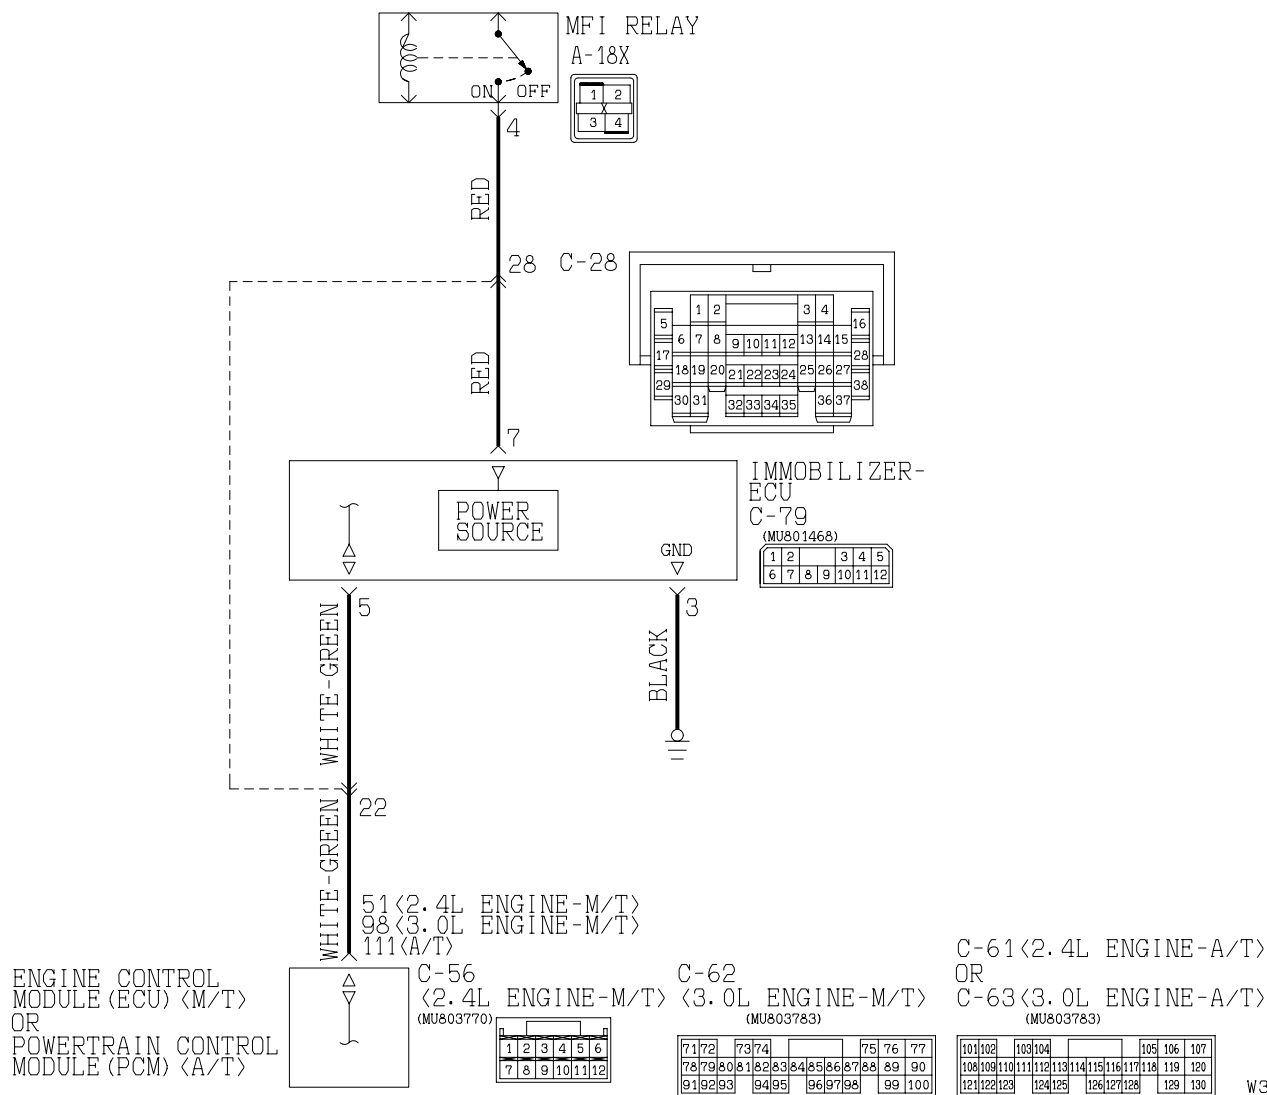 MFI RELAY
A-18X
ON OFF
1 2
X
3 4
4
RED
28
C-28
1 2 3 4
5 16
6 7 8 9 10 11 12 13 14 15
17 28
18 19 20 21 22 23 24 25 26 27
29 38
30 31 32 33 34 35 36 37
RED
7
IMMOBILIZER-
ECU
C-79
(MU801468)
1 2 3 4 5
6 7 8 9 10 11 12
POWER
SOURCE
GND
5
3
WHITE-GREEN
BLACK
22
WHITE-GREEN
51<2.4L ENGINE-M/T>
98<3.0L ENGINE-M/T>
111<A/T>
ENGINE CONTROL
MODULE(ECU)<M/T>
OR
POWERTRAIN CONTROL
MODULE(PCM)<A/T>
C-56
<2.4L ENGINE-M/T>
(MU803770)
1 2 3 4 5 6
7 8 9 10 11 12
C-62
<3.0L ENGINE-M/T>
(MU803783)
71 72 73 74 75 76 77
78 79 80 81 82 83 84 85 86 87 88 89 90
91 92 93 94 95 96 97 98 99 100
C-61<2.4L ENGINE-A/T>
OR
C-63<3.0L ENGINE-A/T>
(MU803783)
101 102 103 104 105 106 107
108 109 110 111 112 113 114 115 116 117 118 119 120
121 122 123 124 125 126 127 128 129 130
W3